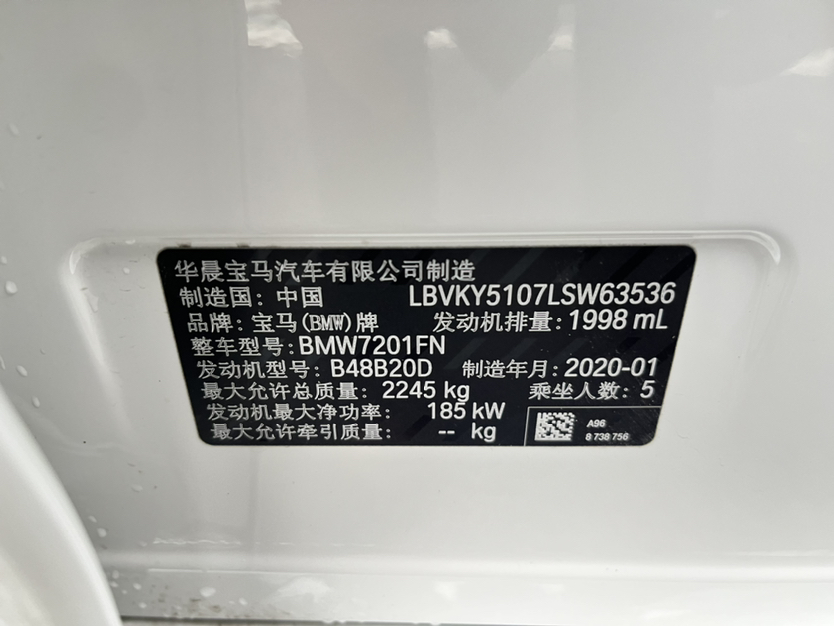 华晨宝马汽车有限公司制造
制造国：中国 LBVKY5107LSW63536
品牌：宝马(BMW)牌 发动机排量：1998 mL
整车型号：BMW7201FN
发动机型号：B48B20D 制造年月：2020-01
最大允许总质量：2245 kg 乘坐人数：5
发动机最大净功率：185 kW
最大允许牵引质量：-- kg
A96
8 738 756